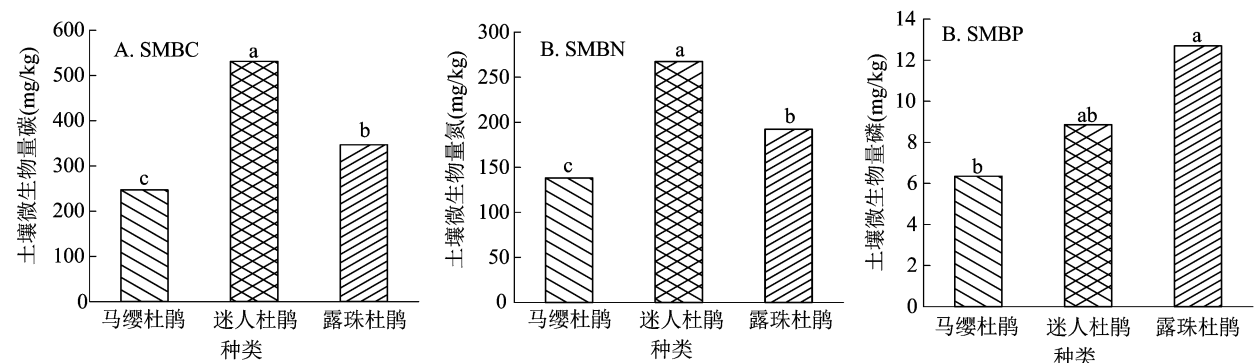 土壤微生物量碳(mg/kg)
600
500
400
300
200
100
0
A. SMBC
c
a
b
马缨杜鹃 迷人杜鹃 露珠杜鹃
种类
土壤微生物量氮(mg/kg)
300
250
200
150
100
50
0
B. SMBN
c
a
b
马缨杜鹃 迷人杜鹃 露珠杜鹃
种类
土壤微生物量磷(mg/kg)
14
12
10
8
6
4
2
0
B. SMBP
b
ab
a
马缨杜鹃 迷人杜鹃 露珠杜鹃
种类